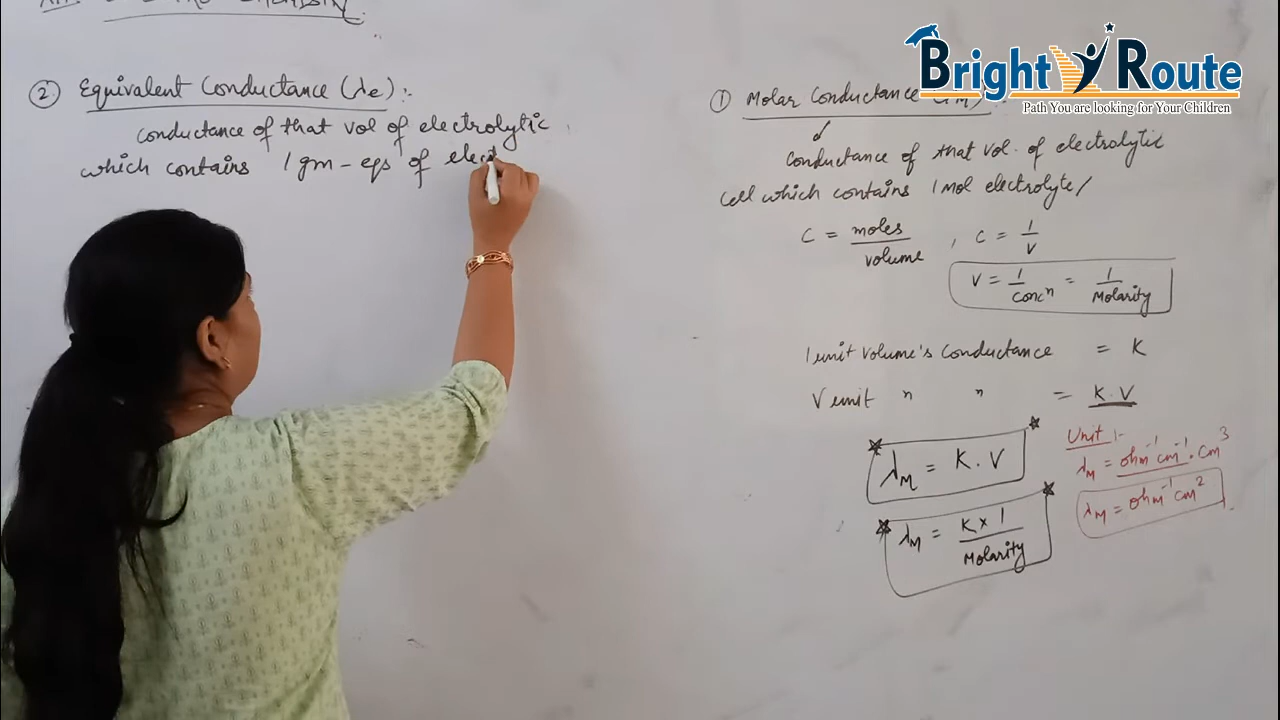 ② Equivalent Conductance (λe) :-
conductance of that vol of electrolytic
which contains 1 gm - eqs of elect
Bright Route
Path You are looking for Your Children
① Molar Conductance
Conductance of that vol. of electrolytic
Cell which contains 1 mol electrolyte/
C = moles / volume , C = 1 / V
V = 1 / Concⁿ = 1 / Molarity
1 unit volume's conductance = K
V unit " " = K . V
λM = K . V
λM = K × 1 / Molarity
Unit :-
λM = ohm⁻¹ cm⁻¹ . cm³
λM = ohm⁻¹ cm²